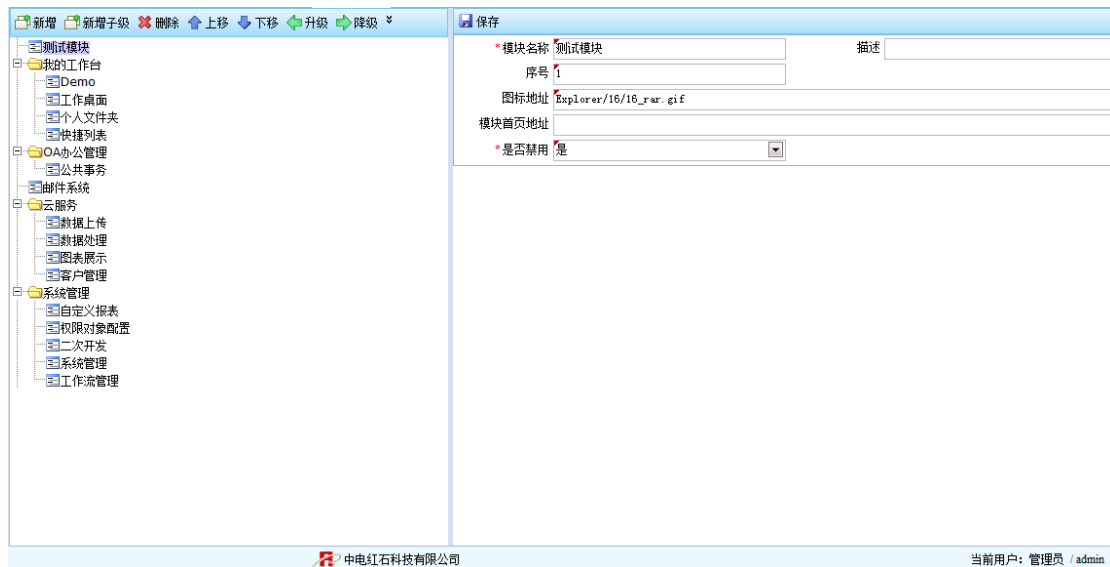 新增 新增子级 删除 上移 下移 升级 降级
测试模块
我的工作台
Demo
工作桌面
个人文件夹
快捷列表
OA办公管理
公共事务
邮件系统
云服务
数据上传
数据处理
图表展示
客户管理
系统管理
自定义报表
权限对象配置
二次开发
系统管理
工作流管理
保存
*模块名称 测试模块 描述
序号 1
图标地址 Explorer/16/16_rar.gif
模块首页地址
*是否禁用 是
中电红石科技有限公司 当前用户：管理员 / admin